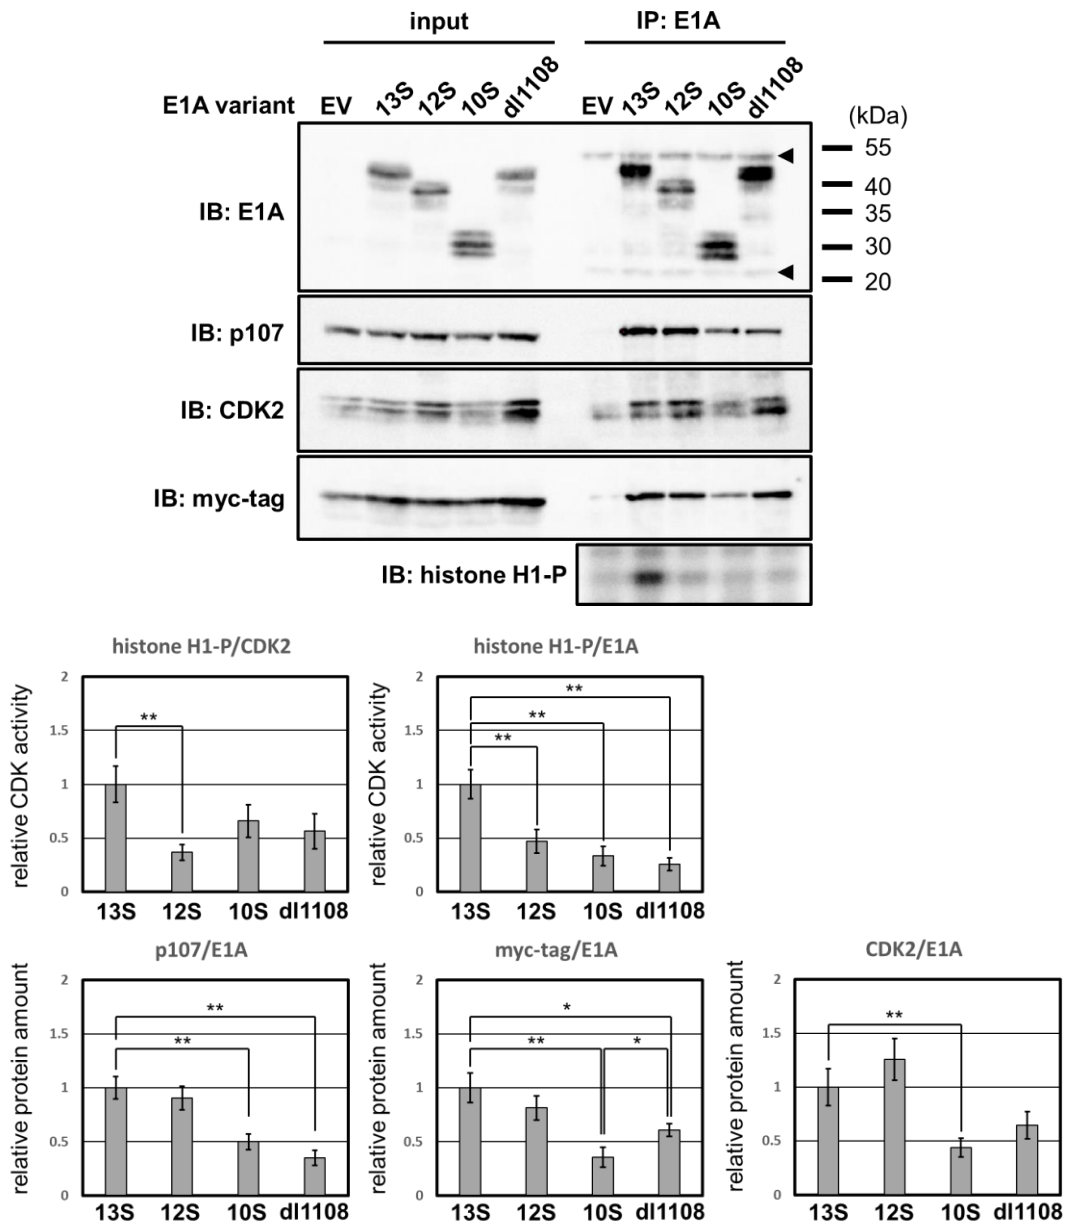 input IP: E1A
E1A variant EV 13S 12S 10S dl1108 EV 13S 12S 10S dl1108 (kDa)
55
40
IB: E1A 35
30
20
IB: p107
IB: CDK2
IB: myc-tag
IB: histone H1-P
histone H1-P/CDK2
relative CDK activity
2
1.5
1
0.5
0
**
13S 12S 10S dl1108
histone H1-P/E1A
relative CDK activity
2
1.5
1
0.5
0
**
**
**
13S 12S 10S dl1108
p107/E1A
relative protein amount
2
1.5
1
0.5
0
**
**
13S 12S 10S dl1108
myc-tag/E1A
relative protein amount
2
1.5
1
0.5
0
*
** *
13S 12S 10S dl1108
CDK2/E1A
relative protein amount
2
1.5
1
0.5
0
**
13S 12S 10S dl1108